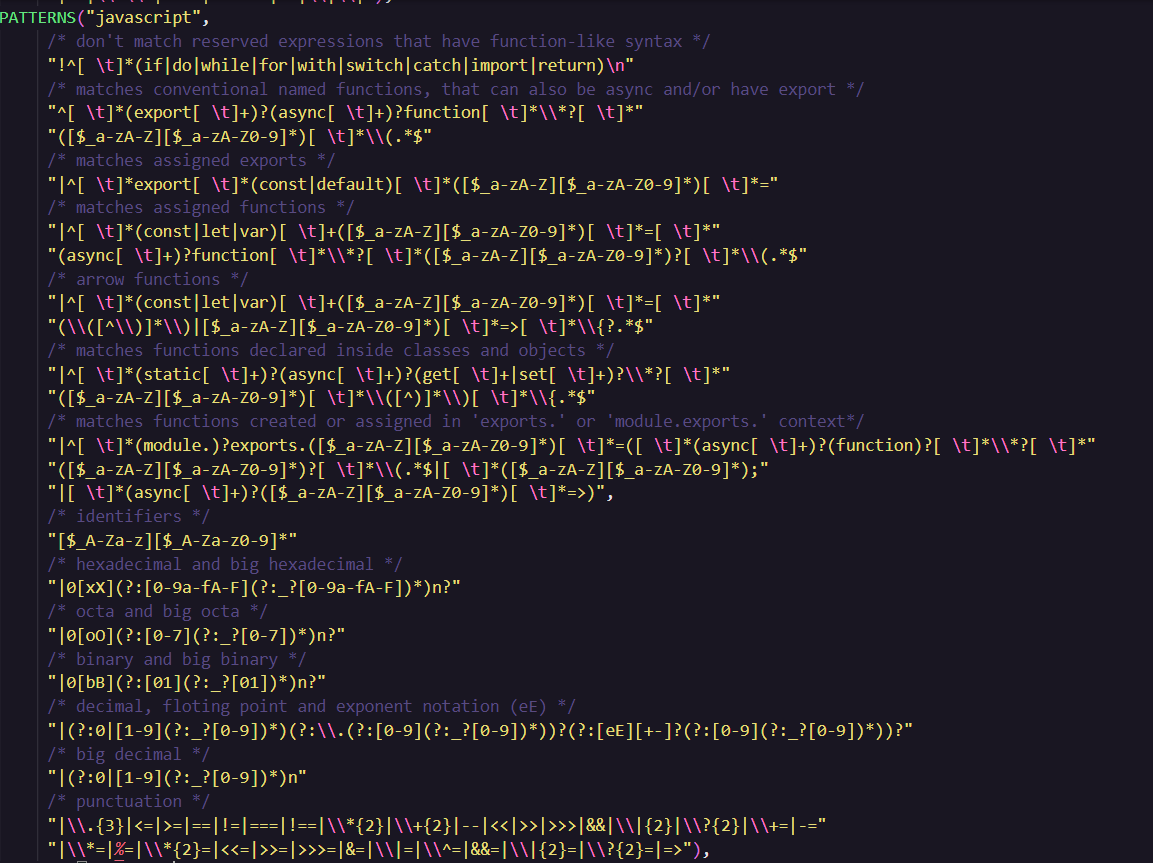 PATTERNS("javascript",
/* don't match reserved expressions that have function-like syntax */
"!^[ \t]*(if|do|while|for|with|switch|catch|import|return)\n"
/* matches conventional named functions, that can also be async and/or have export */
"^[ \t]*(export[ \t]+)?(async[ \t]+)?function[ \t]*\\*?[ \t]*"
"([$_a-zA-Z][$_a-zA-Z0-9]*)[ \t]*\\(.*$"
/* matches assigned exports */
"|^[ \t]*export[ \t]*(const|default)[ \t]*([$_a-zA-Z][$_a-zA-Z0-9]*)[ \t]*="
/* matches assigned functions */
"|^[ \t]*(const|let|var)[ \t]+([$_a-zA-Z][$_a-zA-Z0-9]*)[ \t]*=[ \t]*"
"(async[ \t]+)?function[ \t]*\\*?[ \t]*([$_a-zA-Z][$_a-zA-Z0-9]*)?[ \t]*\\(.*$"
/* arrow functions */
"|^[ \t]*(const|let|var)[ \t]+([$_a-zA-Z][$_a-zA-Z0-9]*)[ \t]*=[ \t]*"
"(\\([^\\)]*\\)|[$_a-zA-Z][$_a-zA-Z0-9]*)[ \t]*=>[ \t]*\\{?.*$"
/* matches functions declared inside classes and objects */
"|^[ \t]*(static[ \t]+)?(async[ \t]+)?(get[ \t]+|set[ \t]+)?\\*?[ \t]*"
"([$_a-zA-Z][$_a-zA-Z0-9]*)[ \t]*\\([^)]*\\)[ \t]*\\{.*$"
/* matches functions created or assigned in 'exports.' or 'module.exports.' context*/
"|^[ \t]*(module.)?exports.([$_a-zA-Z][$_a-zA-Z0-9]*)[ \t]*=([ \t]*(async[ \t]+)?(function)?[ \t]*\\*?[ \t]*"
"([$_a-zA-Z][$_a-zA-Z0-9]*)?[ \t]*\\(.*$|[ \t]*([$_a-zA-Z][$_a-zA-Z0-9]*);"
"|[ \t]*(async[ \t]+)?([$_a-zA-Z][$_a-zA-Z0-9]*)[ \t]*=>)",
/* identifiers */
"[$_A-Za-z][$_A-Za-z0-9]*"
/* hexadecimal and big hexadecimal */
"|0[xX](?:[0-9a-fA-F](?:_?[0-9a-fA-F])*)n?"
/* octa and big octa */
"|0[oO](?:[0-7](?:_?[0-7])*)n?"
/* binary and big binary */
"|0[bB](?:[01](?:_?[01])*)n?"
/* decimal, floting point and exponent notation (eE) */
"|(?:0|[1-9](?:_?[0-9])*)(?:\\.(?:[0-9](?:_?[0-9])*))?(?:[eE][+-]?(?:[0-9](?:_?[0-9])*))?"
/* big decimal */
"|(?:0|[1-9](?:_?[0-9])*)n"
/* punctuation */
"|\\.{3}|<=|>=|==|!=|===|!==|\\*{2}|\\+{2}|--|<<|>>|>>>|&&|\\|{2}|\\?{2}|\\+=|-="
"|\\*=|%=|\\*{2}=|<<=|>>=|>>>=|&=|\\|=|\\^=|&&=|\\|{2}=|\\?{2}=|=>"),